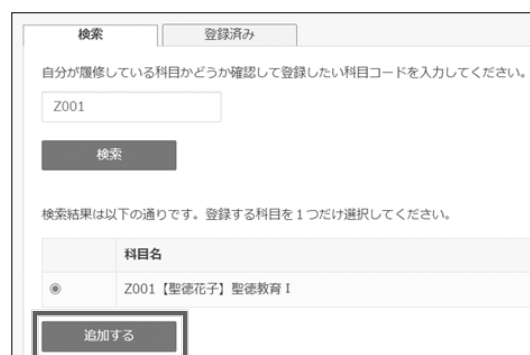 検索
登録済み
自分が履修している科目かどうか確認して登録したい科目コードを入力してください。
Z001
検索
検索結果は以下の通りです。登録する科目を１つだけ選択してください。
科目名
Z001【聖徳花子】聖徳教育Ⅰ
追加する